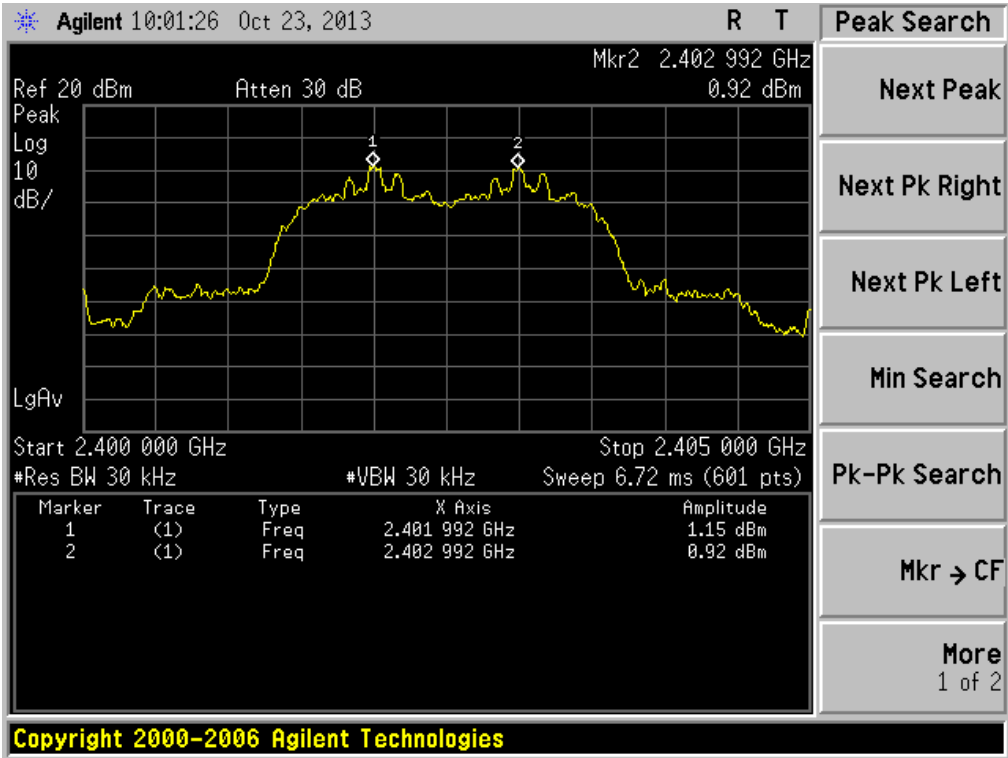 Agilent 10:01:26 Oct 23, 2013 R T
Peak Search
Mkr2 2.402 992 GHz
Ref 20 dBm Atten 30 dB 0.92 dBm
Peak
Log
10
dB/
1 2
LgAv
Start 2.400 000 GHz Stop 2.405 000 GHz
#Res BW 30 kHz #VBW 30 kHz Sweep 6.72 ms (601 pts)
Marker Trace Type X Axis Amplitude
1 (1) Freq 2.401 992 GHz 1.15 dBm
2 (1) Freq 2.402 992 GHz 0.92 dBm
Next Peak
Next Pk Right
Next Pk Left
Min Search
Pk-Pk Search
Mkr → CF
More
1 of 2
Copyright 2000-2006 Agilent Technologies